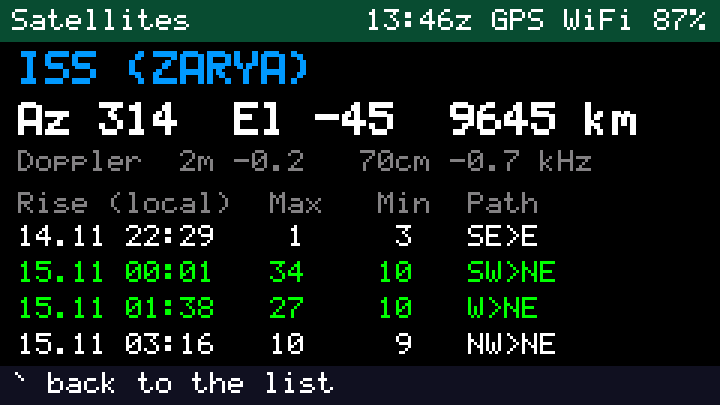 Satellites 13:46z GPS WiFi 87%
ISS (ZARYA)
Az 314 El -45 9645 km
Doppler 2m -0.2 70cm -0.7 kHz
Rise (local) Max Min Path
14.11 22:29 1 3 SE>E
15.11 00:01 34 10 SW>NE
15.11 01:38 27 10 W>NE
15.11 03:16 10 9 NW>NE
` back to the list